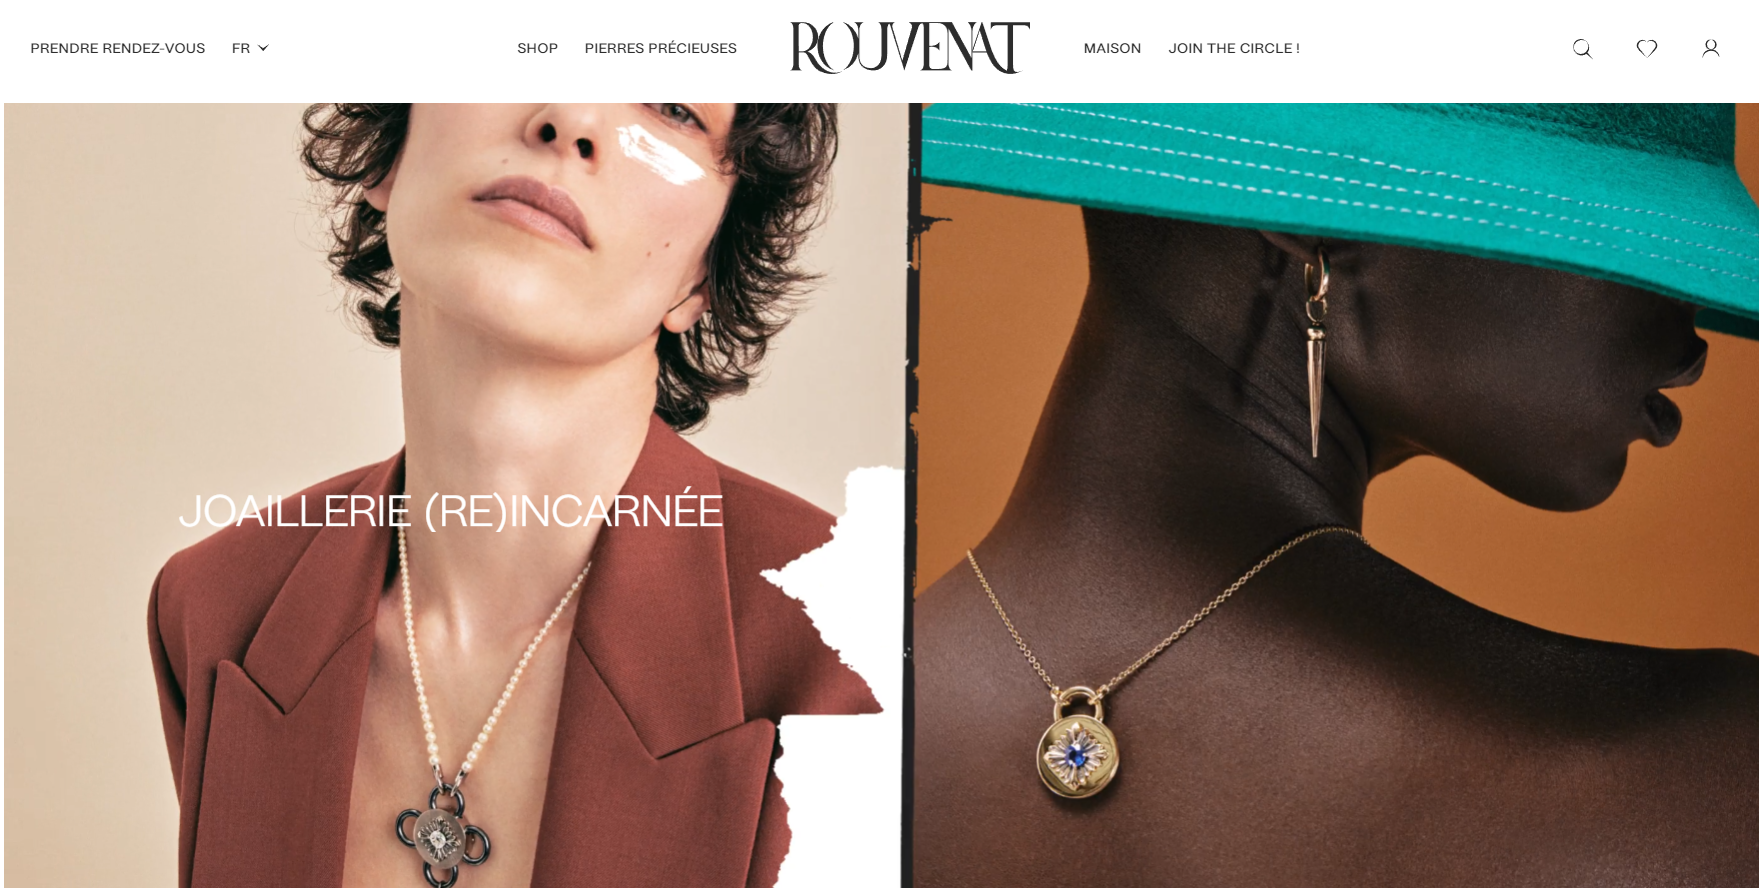 PRENDRE RENDEZ-VOUS FR SHOP PIERRES PRÉCIEUSES ROUVENAT MAISON JOIN THE CIRCLE !
JOAILLERIE (RE)INCARNÉE